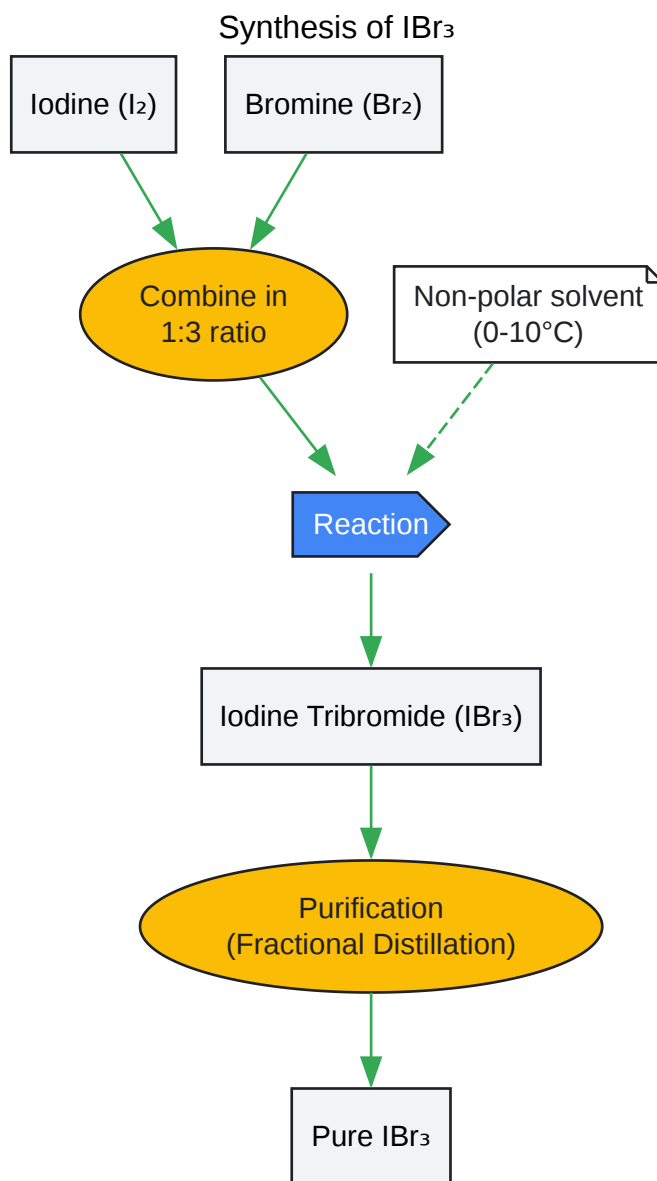 Synthesis of IBr₃
Iodine (I₂)
Bromine (Br₂)
Combine in
1:3 ratio
Non-polar solvent
(0-10°C)
Reaction
Iodine Tribromide (IBr₃)
Purification
(Fractional Distillation)
Pure IBr₃